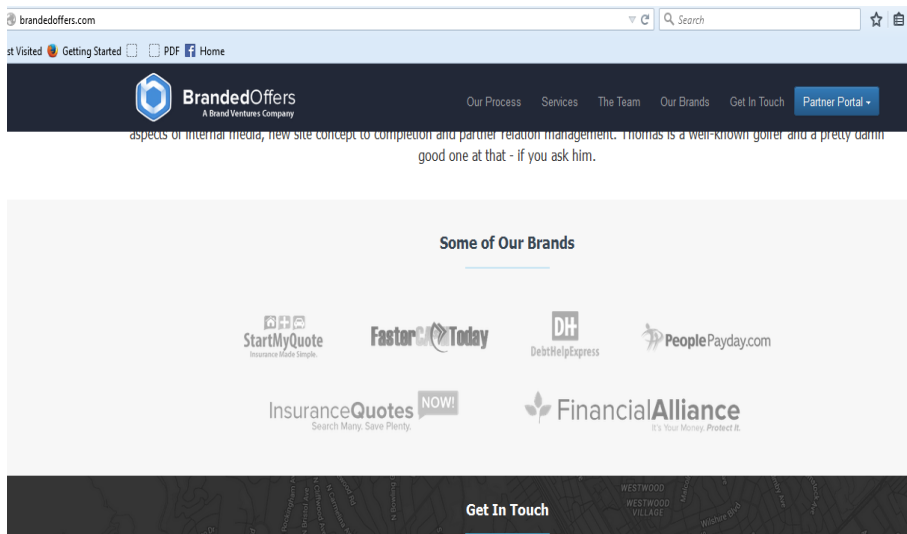 brandedoffers.com
Search
st Visited Getting Started PDF Home
BrandedOffers
A Brand Ventures Company
Our Process Services The Team Our Brands Get In Touch Partner Portal
aspects of internal media, new site concept to completion and partner relation management. Thomas is a well-known golfer and a pretty damn
good one at that - if you ask him.
Some of Our Brands
StartMyQuote
Insurance Made Simple.
Faster Today
DH
DebtHelpExpress
PeoplePayday.com
InsuranceQuotes NOW!
Search Many. Save Plenty.
FinancialAlliance
It's Your Money. Protect It.
Get In Touch
WESTWOOD
WESTWOOD
VILLAGE
Wilshire Blvd